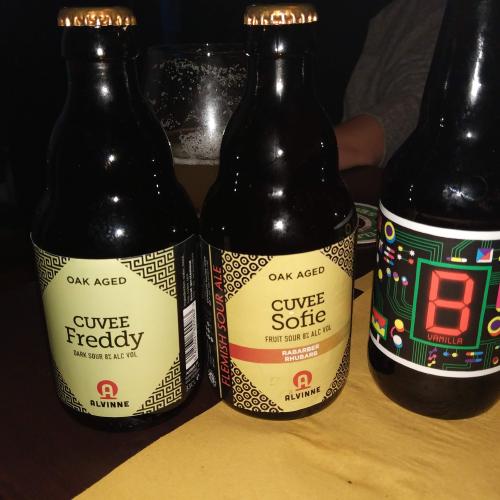 OAK AGED
CUVEE
Freddy
DARK SOUR 8% ALC VOL
ALVINNE
FLEMISH SOUR ALE
OAK AGED
CUVEE
Sofie
FRUIT SOUR 8% ALC VOL
RABARBER
RHUBARB
ALVINNE
8
VANILLA